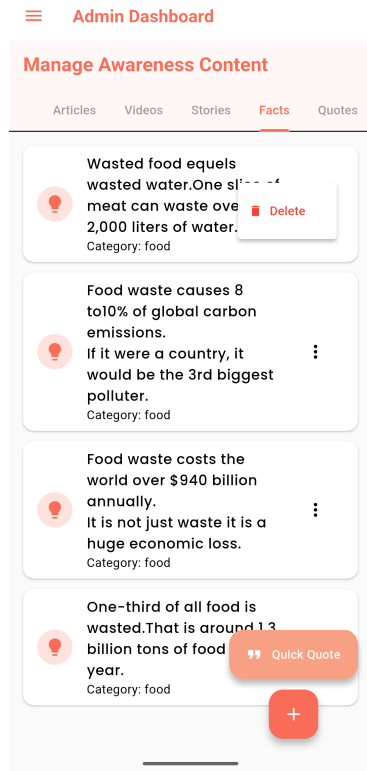 Admin Dashboard
Manage Awareness Content
Articles Videos Stories Facts Quotes
Wasted food equels
wasted water.One slice of
meat can waste over
2,000 liters of water.
Category: food
Delete
Food waste causes 8
to10% of global carbon
emissions.
If it were a country, it
would be the 3rd biggest
polluter.
Category: food
Food waste costs the
world over $940 billion
annually.
It is not just waste it is a
huge economic loss.
Category: food
One-third of all food is
wasted.That is around 1.3
billion tons of food
year.
Category: food
Quick Quote